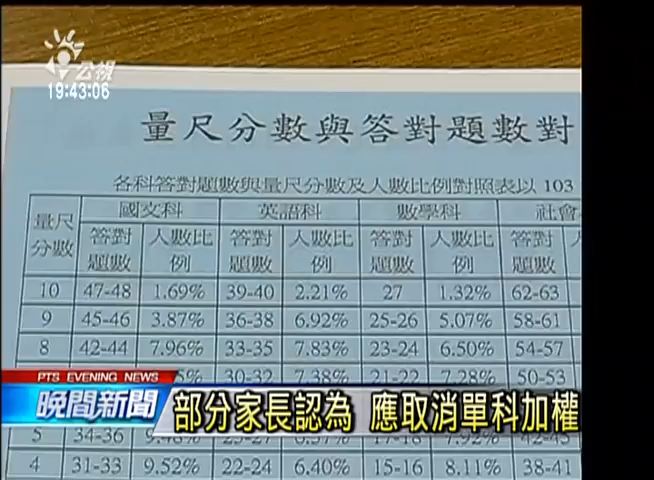 公視
19:43:06
量尺分數與答對題數對
各科答對題數與量尺分數及人數比例對照表以 103
量尺分數 國文科 英語科 數學科 社會
答對題數 人數比例 答對題數 人數比例 答對題數 人數比例 答對題數
10 47-48 1.69% 39-40 2.21% 27 1.32% 62-63
9 45-46 3.87% 36-38 6.92% 25-26 5.07% 58-61
8 42-44 7.96% 33-35 7.83% 23-24 6.50% 54-57
30-32 7.38% 21-22 7.28% 50-53
PTS EVENING NEWS
晚間新聞
部分家長認為 應取消單科加權
5 34-36
4 31-33 9.52% 22-24 6.40% 15-16 8.11% 38-41